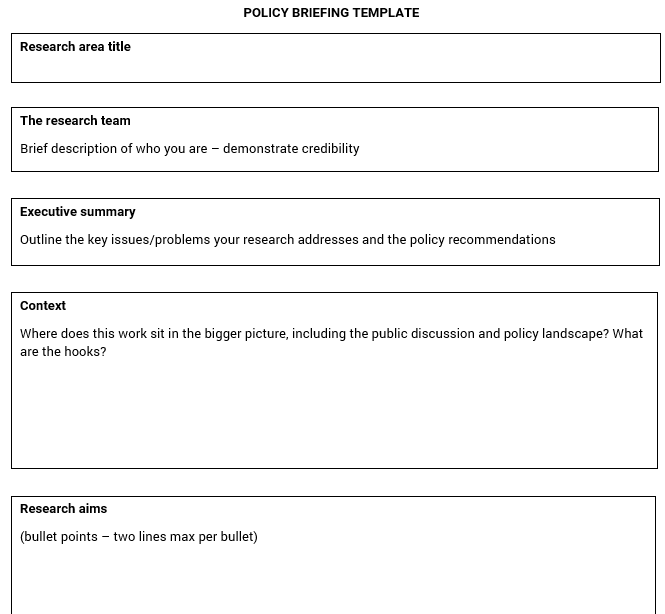 POLICY BRIEFING TEMPLATE
Research area title
The research team
Brief description of who you are – demonstrate credibility
Executive summary
Outline the key issues/problems your research addresses and the policy recommendations
Context
Where does this work sit in the bigger picture, including the public discussion and policy landscape? What
are the hooks?
Research aims
(bullet points – two lines max per bullet)